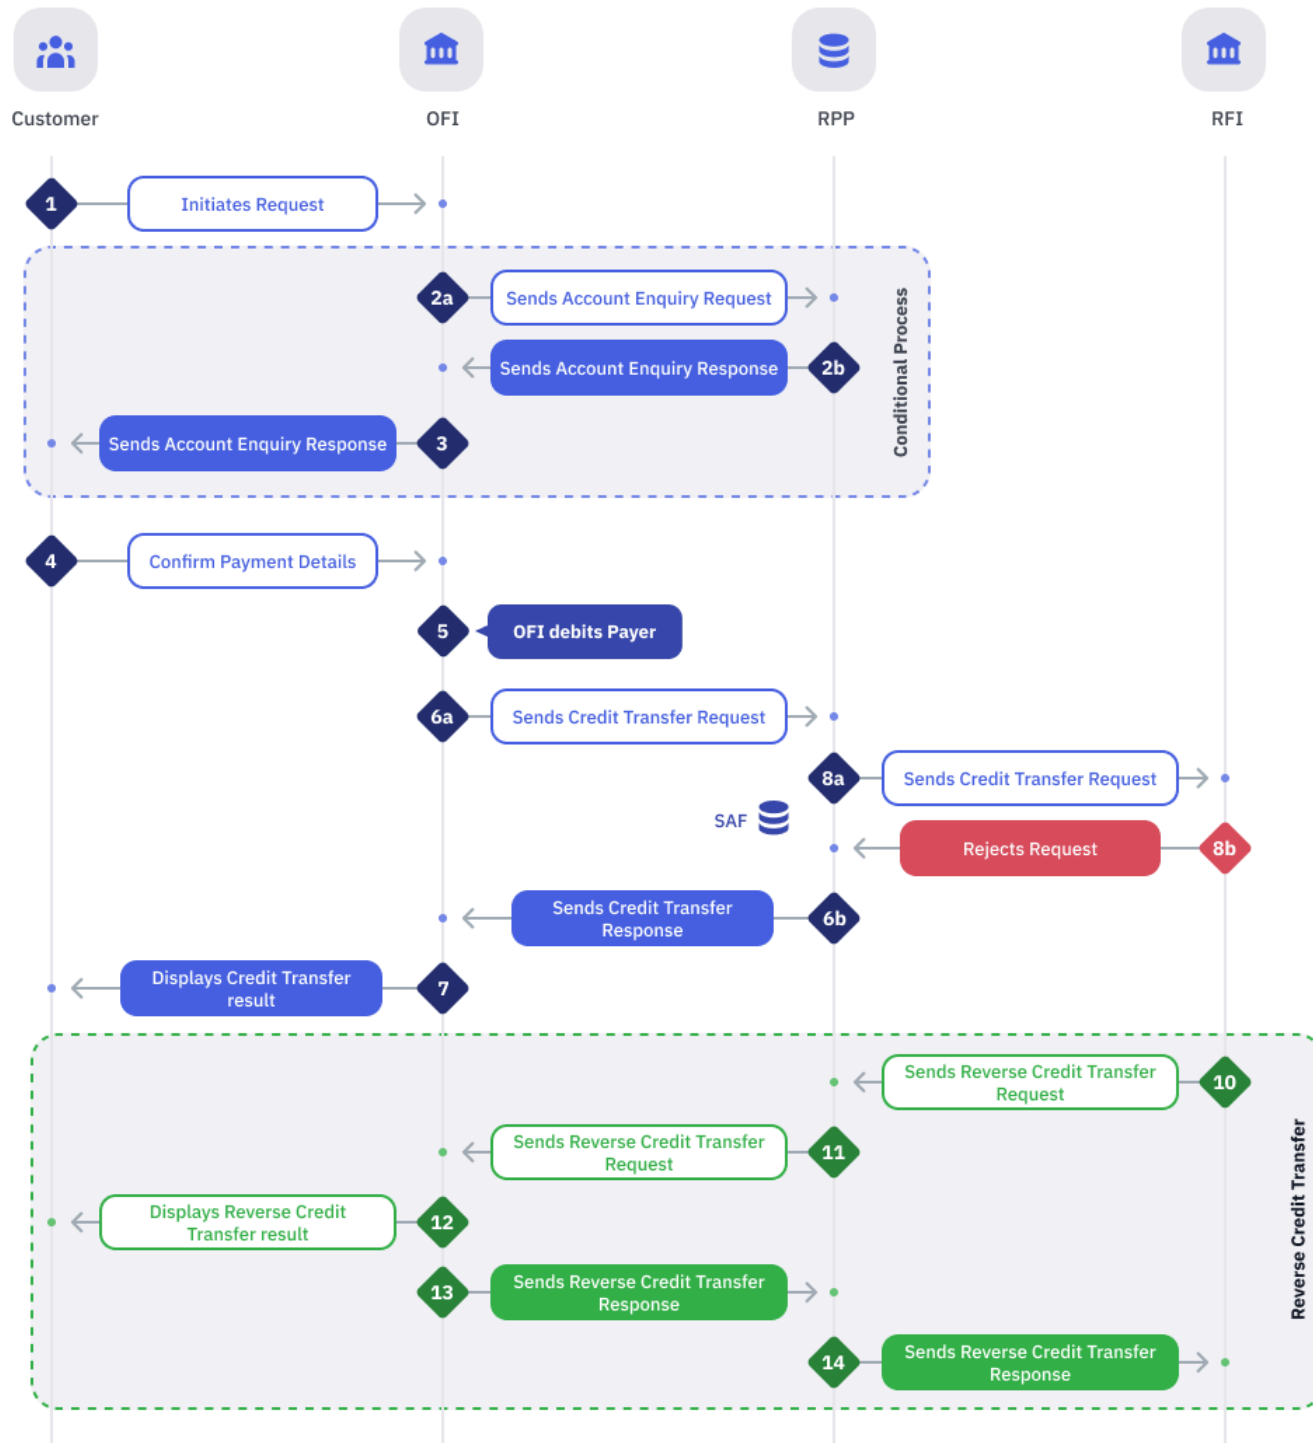 Customer
OFI
RPP
RFI
1
Initiates Request
2a
Sends Account Enquiry Request
Sends Account Enquiry Response
2b
Sends Account Enquiry Response
3
Conditional Process
4
Confirm Payment Details
5
OFI debits Payer
6a
Sends Credit Transfer Request
8a
Sends Credit Transfer Request
SAF
Rejects Request
8b
Sends Credit Transfer
Response
6b
Displays Credit Transfer
result
7
Sends Reverse Credit Transfer
Request
10
Sends Reverse Credit Transfer
Request
11
Displays Reverse Credit
Transfer result
12
13
Sends Reverse Credit Transfer
Response
14
Sends Reverse Credit Transfer
Response
Reverse Credit Transfer